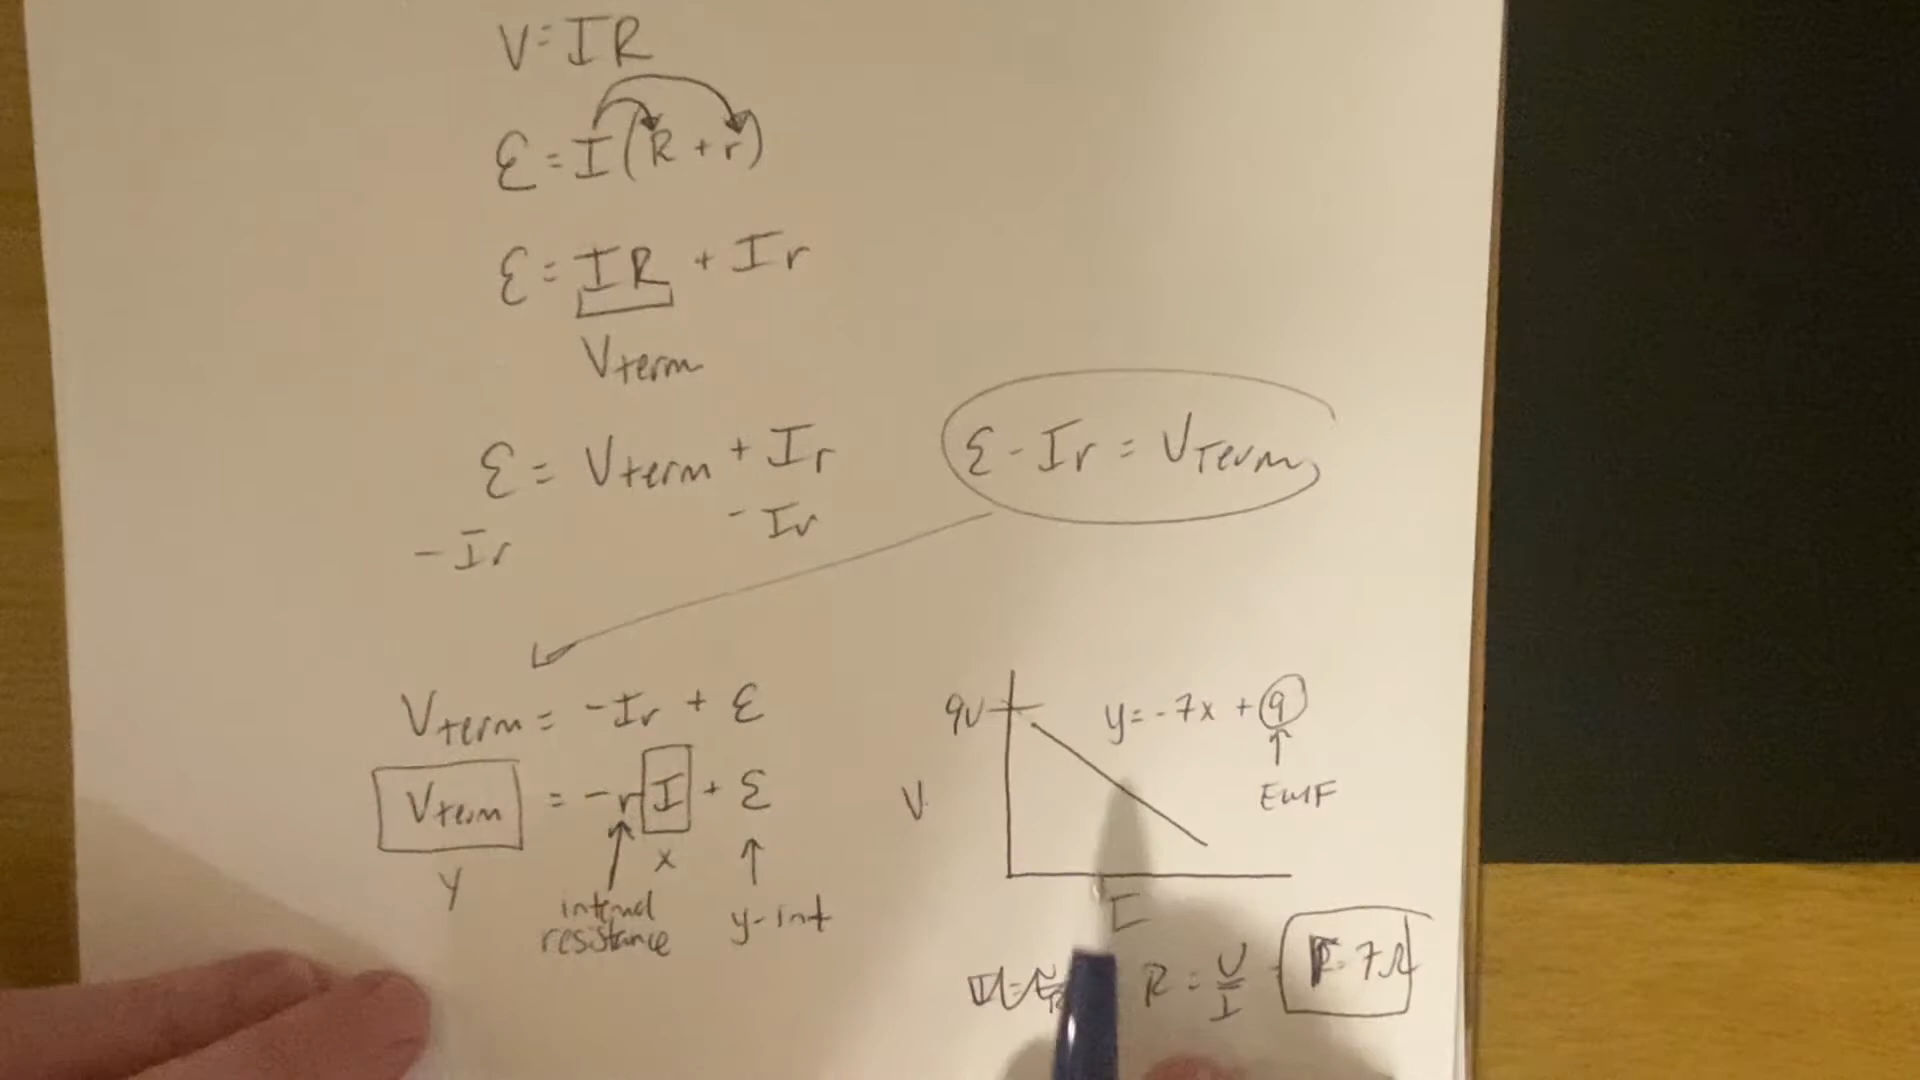 V = IR
Ɛ = I(R + r)
Ɛ = IR + Ir
Vterm
Ɛ = Vterm + Ir
-Ir -Ir
Ɛ - Ir = VTerm
Vterm = -Ir + Ɛ
Vterm = -rI + Ɛ
y x
internal resistance
y-int
9V
y = -7x + 9
EMF
V
I
R = V/I
r = 7Ω